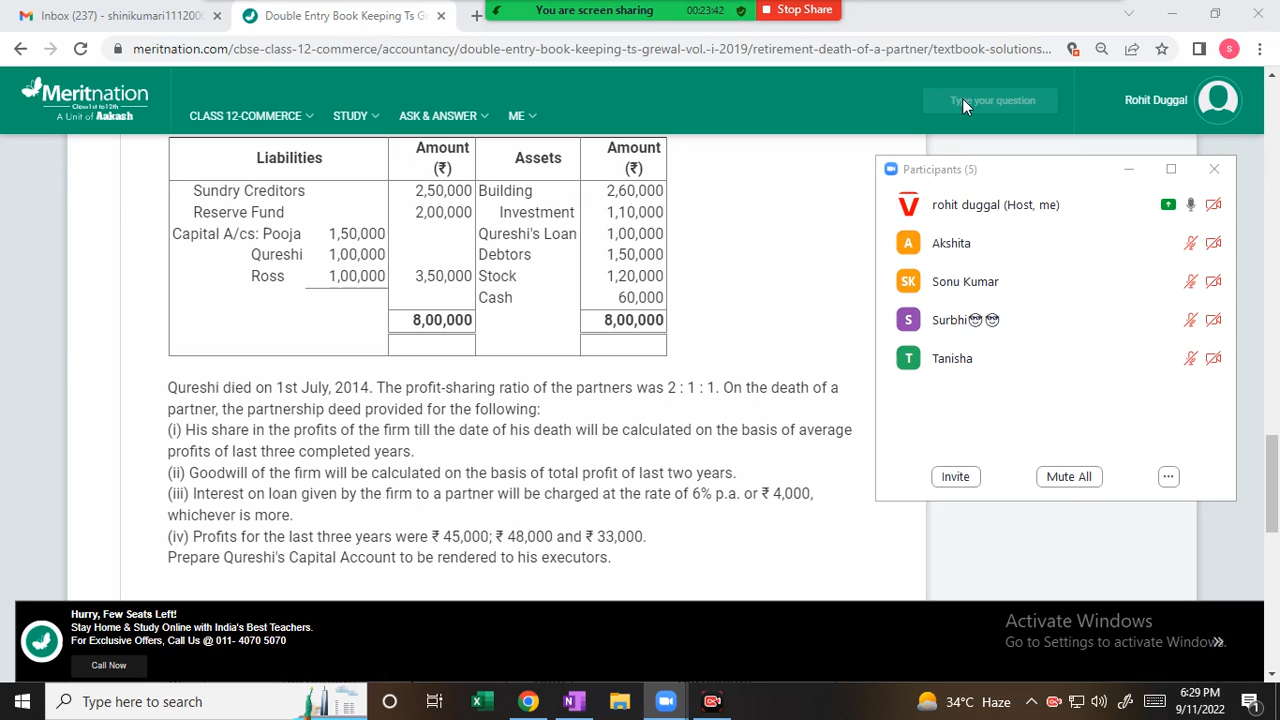 Inbox (237) - shinikumari111200
Double Entry Book Keeping Ts Gr
You are screen sharing
00:23:42
Stop Share
meritnation.com/cbse-class-12-commerce/accountancy/double-entry-book-keeping-ts-grewal-vol.-i-2019/retirement-death-of-a-partner/textbook-solutions...
S
Meritnation
Class 1st to 12th
A Unit of Aakash
CLASS 12-COMMERCE
STUDY
ASK & ANSWER
ME
Type your question
Rohit Duggal
Liabilities Amount (₹) Assets Amount (₹)
Sundry Creditors 2,50,000 Building 2,60,000
Reserve Fund 2,00,000 Investment 1,10,000
Capital A/cs: Pooja 1,50,000 Qureshi's Loan 1,00,000
Qureshi 1,00,000 Debtors 1,50,000
Ross 1,00,000 3,50,000 Stock 1,20,000
Cash 60,000
8,00,000 8,00,000
Qureshi died on 1st July, 2014. The profit-sharing ratio of the partners was 2 : 1 : 1. On the death of a
partner, the partnership deed provided for the following:
(i) His share in the profits of the firm till the date of his death will be calculated on the basis of average
profits of last three completed years.
(ii) Goodwill of the firm will be calculated on the basis of total profit of last two years.
(iii) Interest on loan given by the firm to a partner will be charged at the rate of 6% p.a. or ₹ 4,000,
whichever is more.
(iv) Profits for the last three years were ₹ 45,000; ₹ 48,000 and ₹ 33,000.
Prepare Qureshi's Capital Account to be rendered to his executors.
Participants (5)
rohit duggal (Host, me)
A Akshita
SK Sonu Kumar
S Surbhi😎😎
T Tanisha
Invite
Mute All
...
Hurry, Few Seats Left!
Stay Home & Study Online with India's Best Teachers.
For Exclusive Offers, Call Us @ 011- 4070 5070
Call Now
Activate Windows
Go to Settings to activate Windows.
Type here to search
34°C Haze
6:29 PM
9/11/2022
1